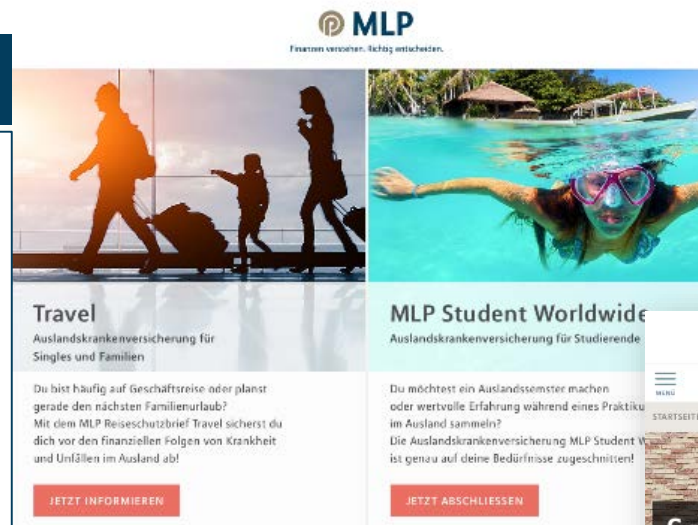 MLP
Finanzen verstehen. Richtig entscheiden.
Travel
Auslandskrankenversicherung für
Singles und Familien
Du bist häufig auf Geschäftsreise oder planst
gerade den nächsten Familienurlaub?
Mit dem MLP Reiseschutzbrief Travel sicherst du
dich vor den finanziellen Folgen von Krankheit
und Unfällen im Ausland ab!
JETZT INFORMIEREN
MLP Student Worldwide
Auslandskrankenversicherung für Studierende
Du möchtest ein Auslandssemster machen
oder wertvolle Erfahrung während eines Praktiku
im Ausland sammeln?
Die Auslandskrankenversicherung MLP Student W
ist genau auf deine Bedürfnisse zugeschnitten!
JETZT ABSCHLIESSEN
MENÜ
STARTSEITE